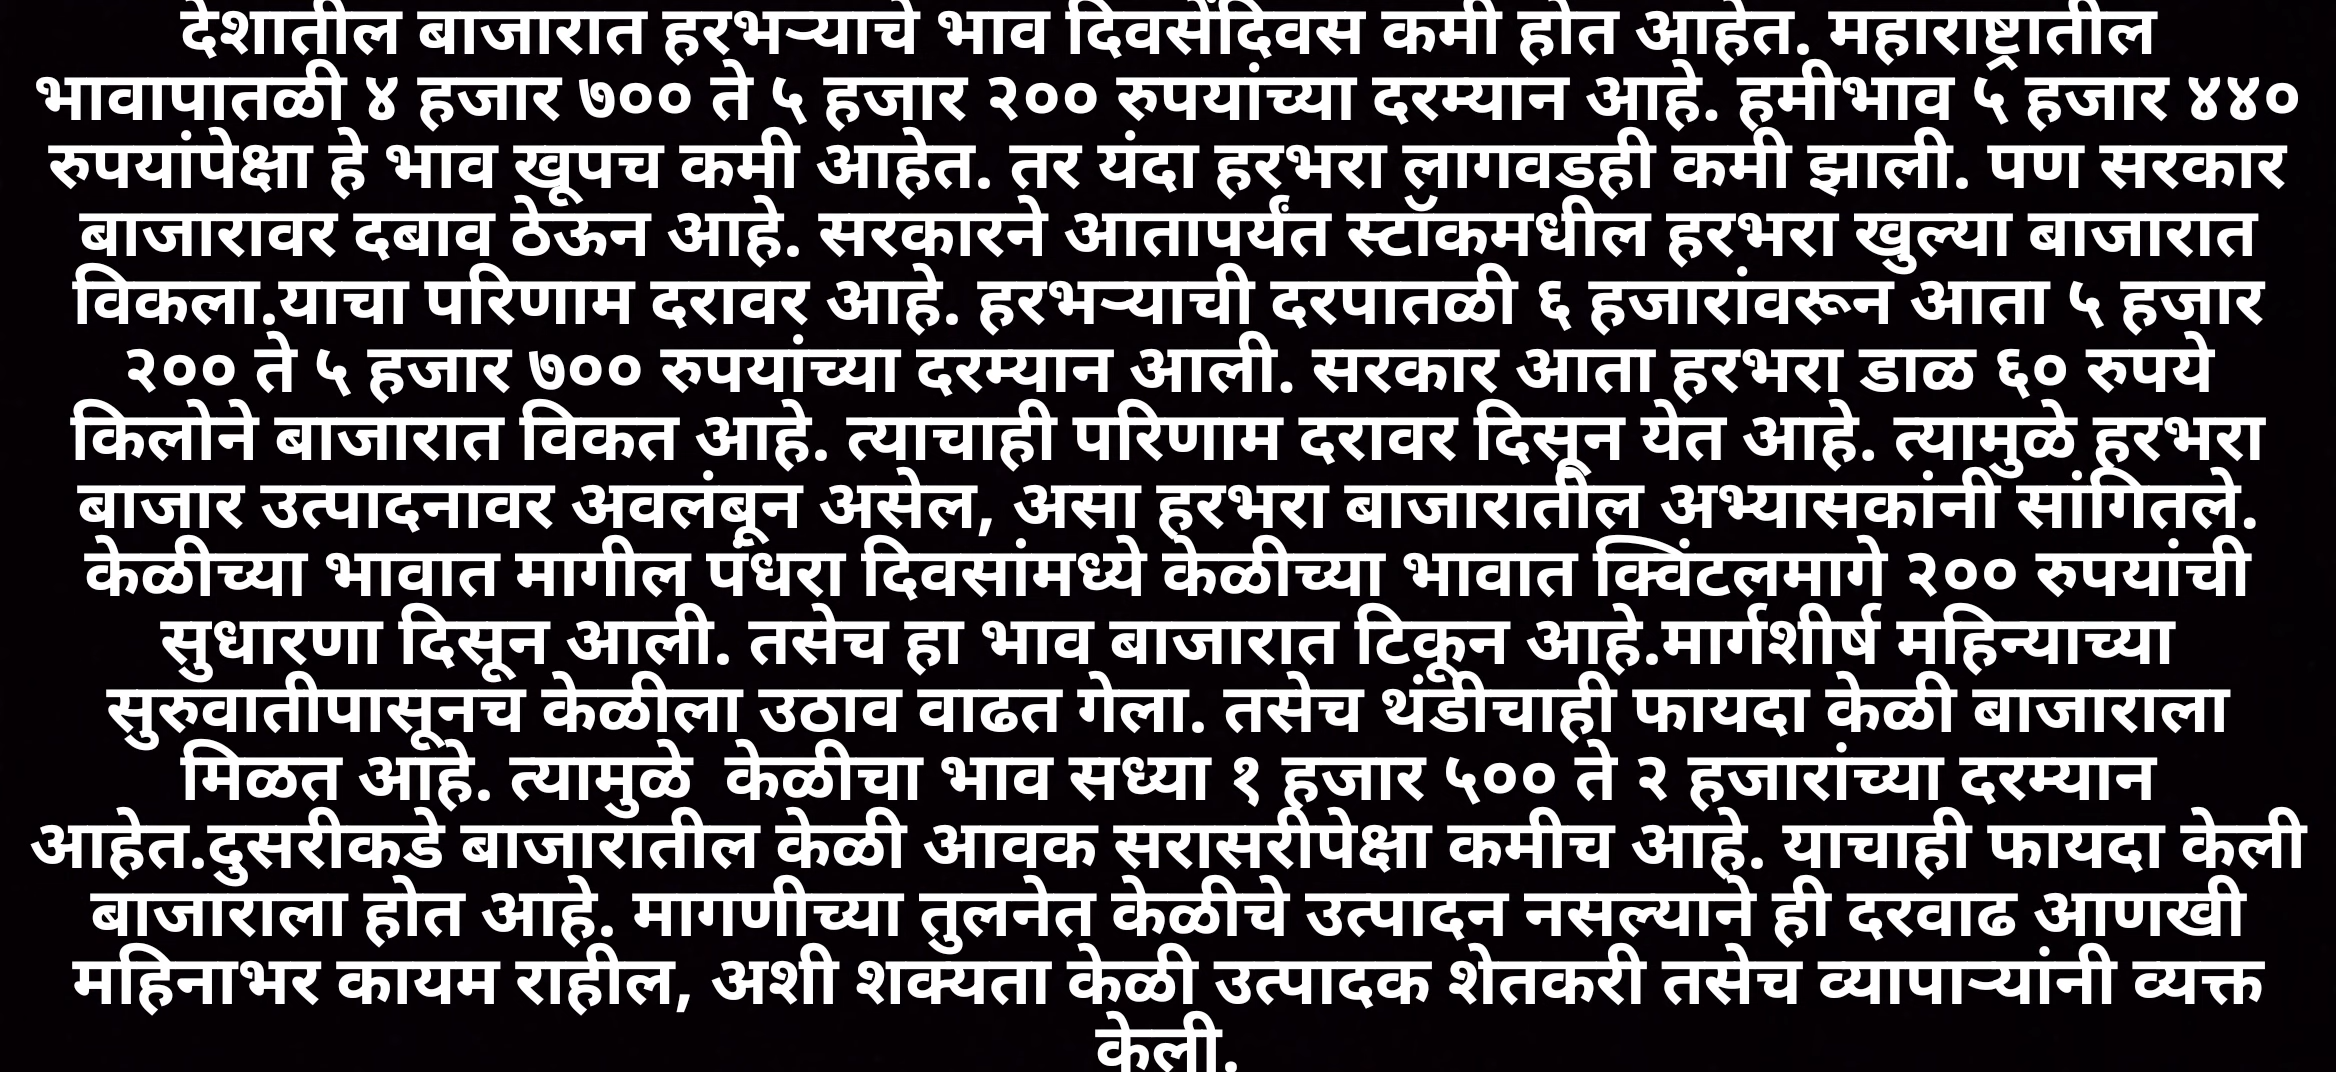 देशातील बाजारात हरभऱ्याचे भाव दिवसेंदिवस कमी होत आहेत. महाराष्ट्रातील
भावापातळी ४ हजार ७०० ते ५ हजार २०० रुपयांच्या दरम्यान आहे. हमीभाव ५ हजार ४४०
रुपयांपेक्षा हे भाव खूपच कमी आहेत. तर यंदा हरभरा लागवडही कमी झाली. पण सरकार
बाजारावर दबाव ठेऊन आहे. सरकारने आतापर्यंत स्टॉकमधील हरभरा खुल्या बाजारात
विकला.याचा परिणाम दरावर आहे. हरभऱ्याची दरपातळी ६ हजारांवरून आता ५ हजार
२०० ते ५ हजार ७०० रुपयांच्या दरम्यान आली. सरकार आता हरभरा डाळ ६० रुपये
किलोने बाजारात विकत आहे. त्याचाही परिणाम दरावर दिसून येत आहे. त्यामुळे हरभरा
बाजार उत्पादनावर अवलंबून असेल, असा हरभरा बाजारातील अभ्यासकांनी सांगितले.
केळीच्या भावात मागील पंधरा दिवसांमध्ये केळीच्या भावात क्विंटलमागे २०० रुपयांची
सुधारणा दिसून आली. तसेच हा भाव बाजारात टिकून आहे.मार्गशीर्ष महिन्याच्या
सुरुवातीपासूनच केळीला उठाव वाढत गेला. तसेच थंडीचाही फायदा केळी बाजाराला
मिळत आहे. त्यामुळे  केळीचा भाव सध्या १ हजार ५०० ते २ हजारांच्या दरम्यान
आहेत.दुसरीकडे बाजारातील केळी आवक सरासरीपेक्षा कमीच आहे. याचाही फायदा केली
बाजाराला होत आहे. मागणीच्या तुलनेत केळीचे उत्पादन नसल्याने ही दरवाढ आणखी
महिनाभर कायम राहील, अशी शक्यता केळी उत्पादक शेतकरी तसेच व्यापाऱ्यांनी व्यक्त
केली.